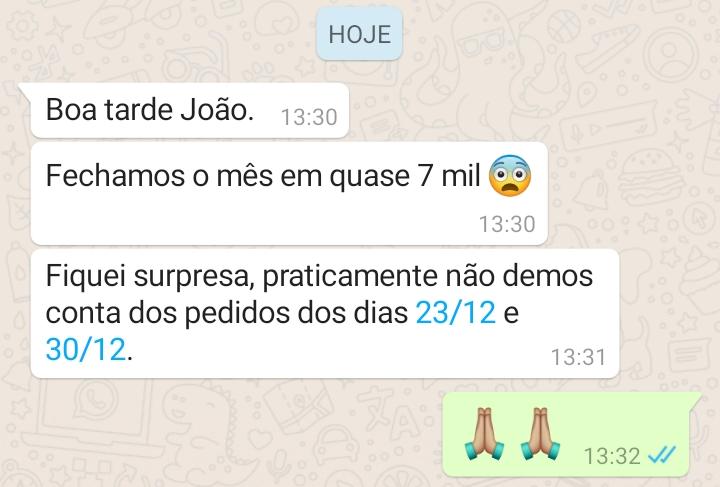 HOJE
Boa tarde João. 13:30
Fechamos o mês em quase 7 mil 😨
13:30
Fiquei surpresa, praticamente não demos
conta dos pedidos dos dias 23/12 e
30/12. 13:31
🙏🏽 🙏🏽 13:32